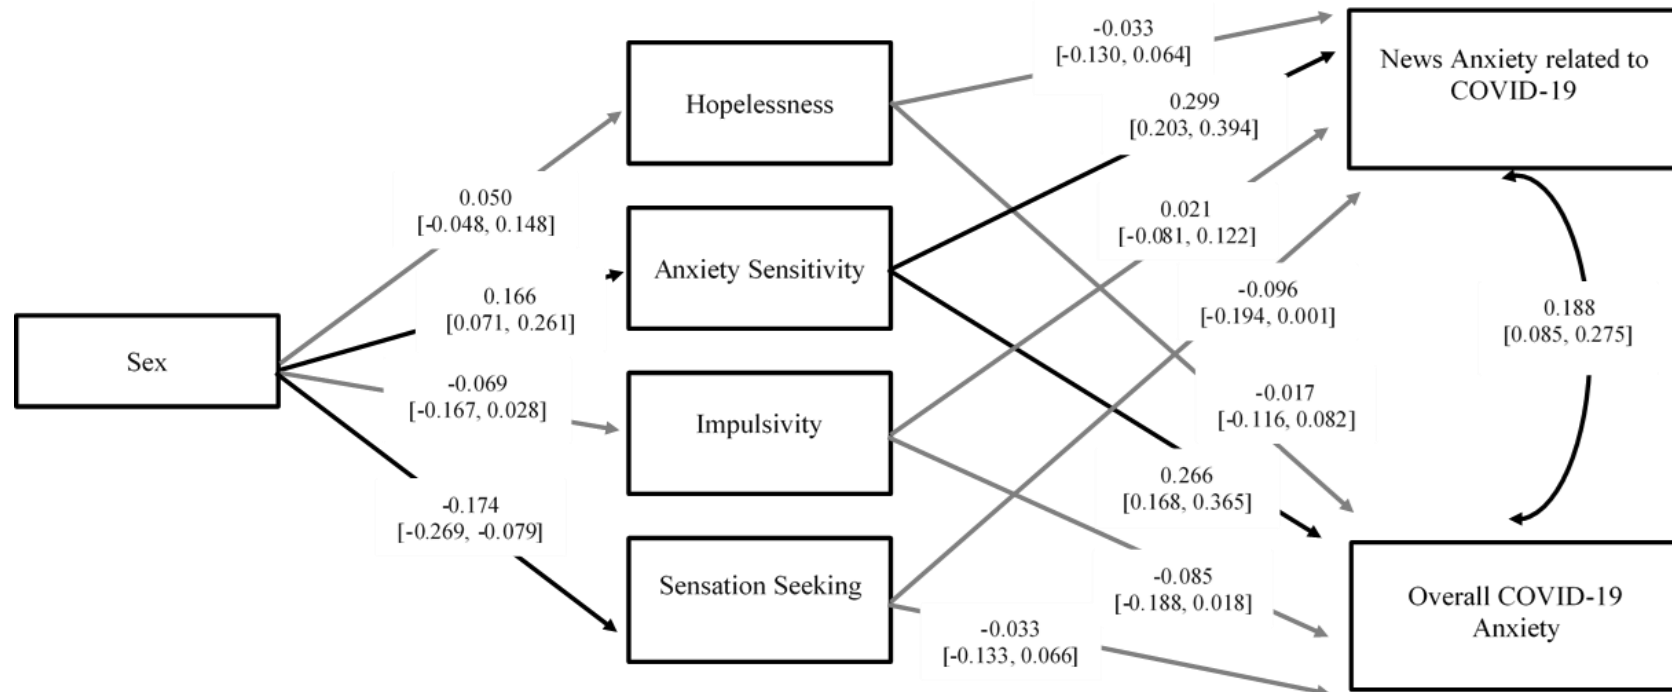 -0.033
[-0.130, 0.064]
News Anxiety related to
COVID-19
Hopelessness
0.299
[0.203, 0.394]
0.050
[-0.048, 0.148]
0.021
[-0.081, 0.122]
Anxiety Sensitivity
0.166
[0.071, 0.261]
-0.096
[-0.194, 0.001]
0.188
[0.085, 0.275]
Sex
-0.069
[-0.167, 0.028]
Impulsivity
-0.017
[-0.116, 0.082]
0.266
[0.168, 0.365]
-0.174
[-0.269, -0.079]
Sensation Seeking
-0.085
[-0.188, 0.018]
Overall COVID-19
Anxiety
-0.033
[-0.133, 0.066]